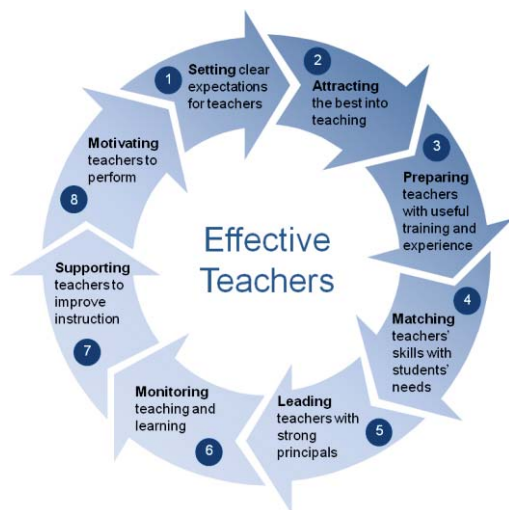 1
Setting clear
expectations
for teachers
2
Attracting
the best into
teaching
3
Preparing
teachers
with useful
training and
experience
4
Matching
teachers'
skills with
students'
needs
5
Leading
teachers with
strong
principals
6
Monitoring
teaching and
learning
7
Supporting
teachers to
improve
instruction
8
Motivating
teachers to
perform
Effective
Teachers